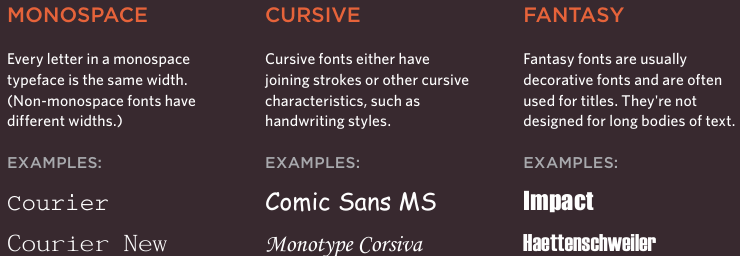 MONOSPACE
Every letter in a monospace
typeface is the same width.
(Non-monospace fonts have
different widths.)
EXAMPLES:
Courier
Courier New
CURSIVE
Cursive fonts either have
joining strokes or other cursive
characteristics, such as
handwriting styles.
EXAMPLES:
Comic Sans MS
Monotype Corsiva
FANTASY
Fantasy fonts are usually
decorative fonts and are often
used for titles. They're not
designed for long bodies of text.
EXAMPLES:
Impact
Haettenschweiler